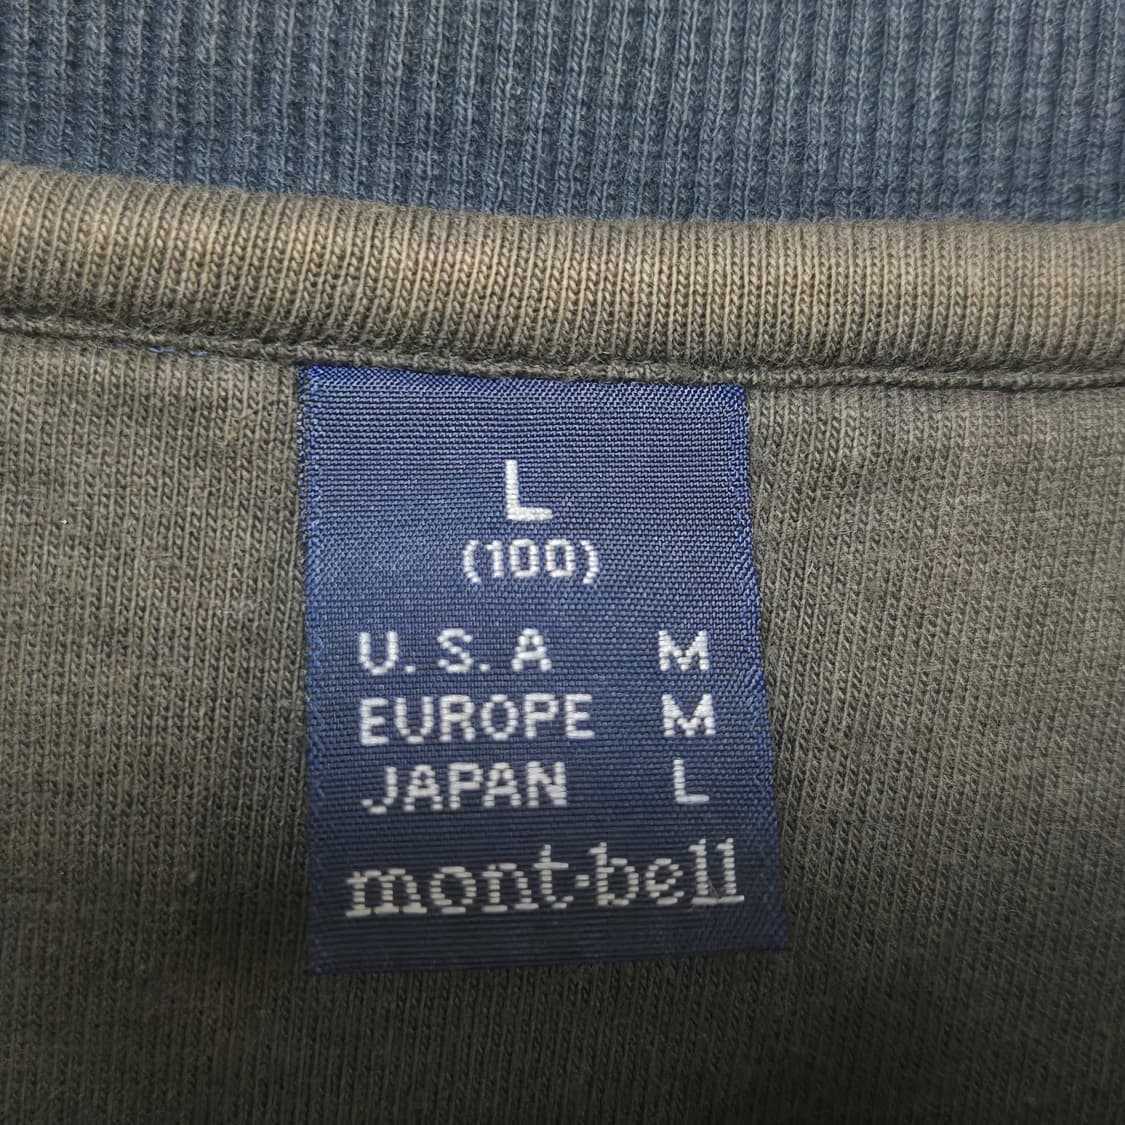 L
(100)
U.S.A M
EUROPE M
JAPAN L
mont·bell